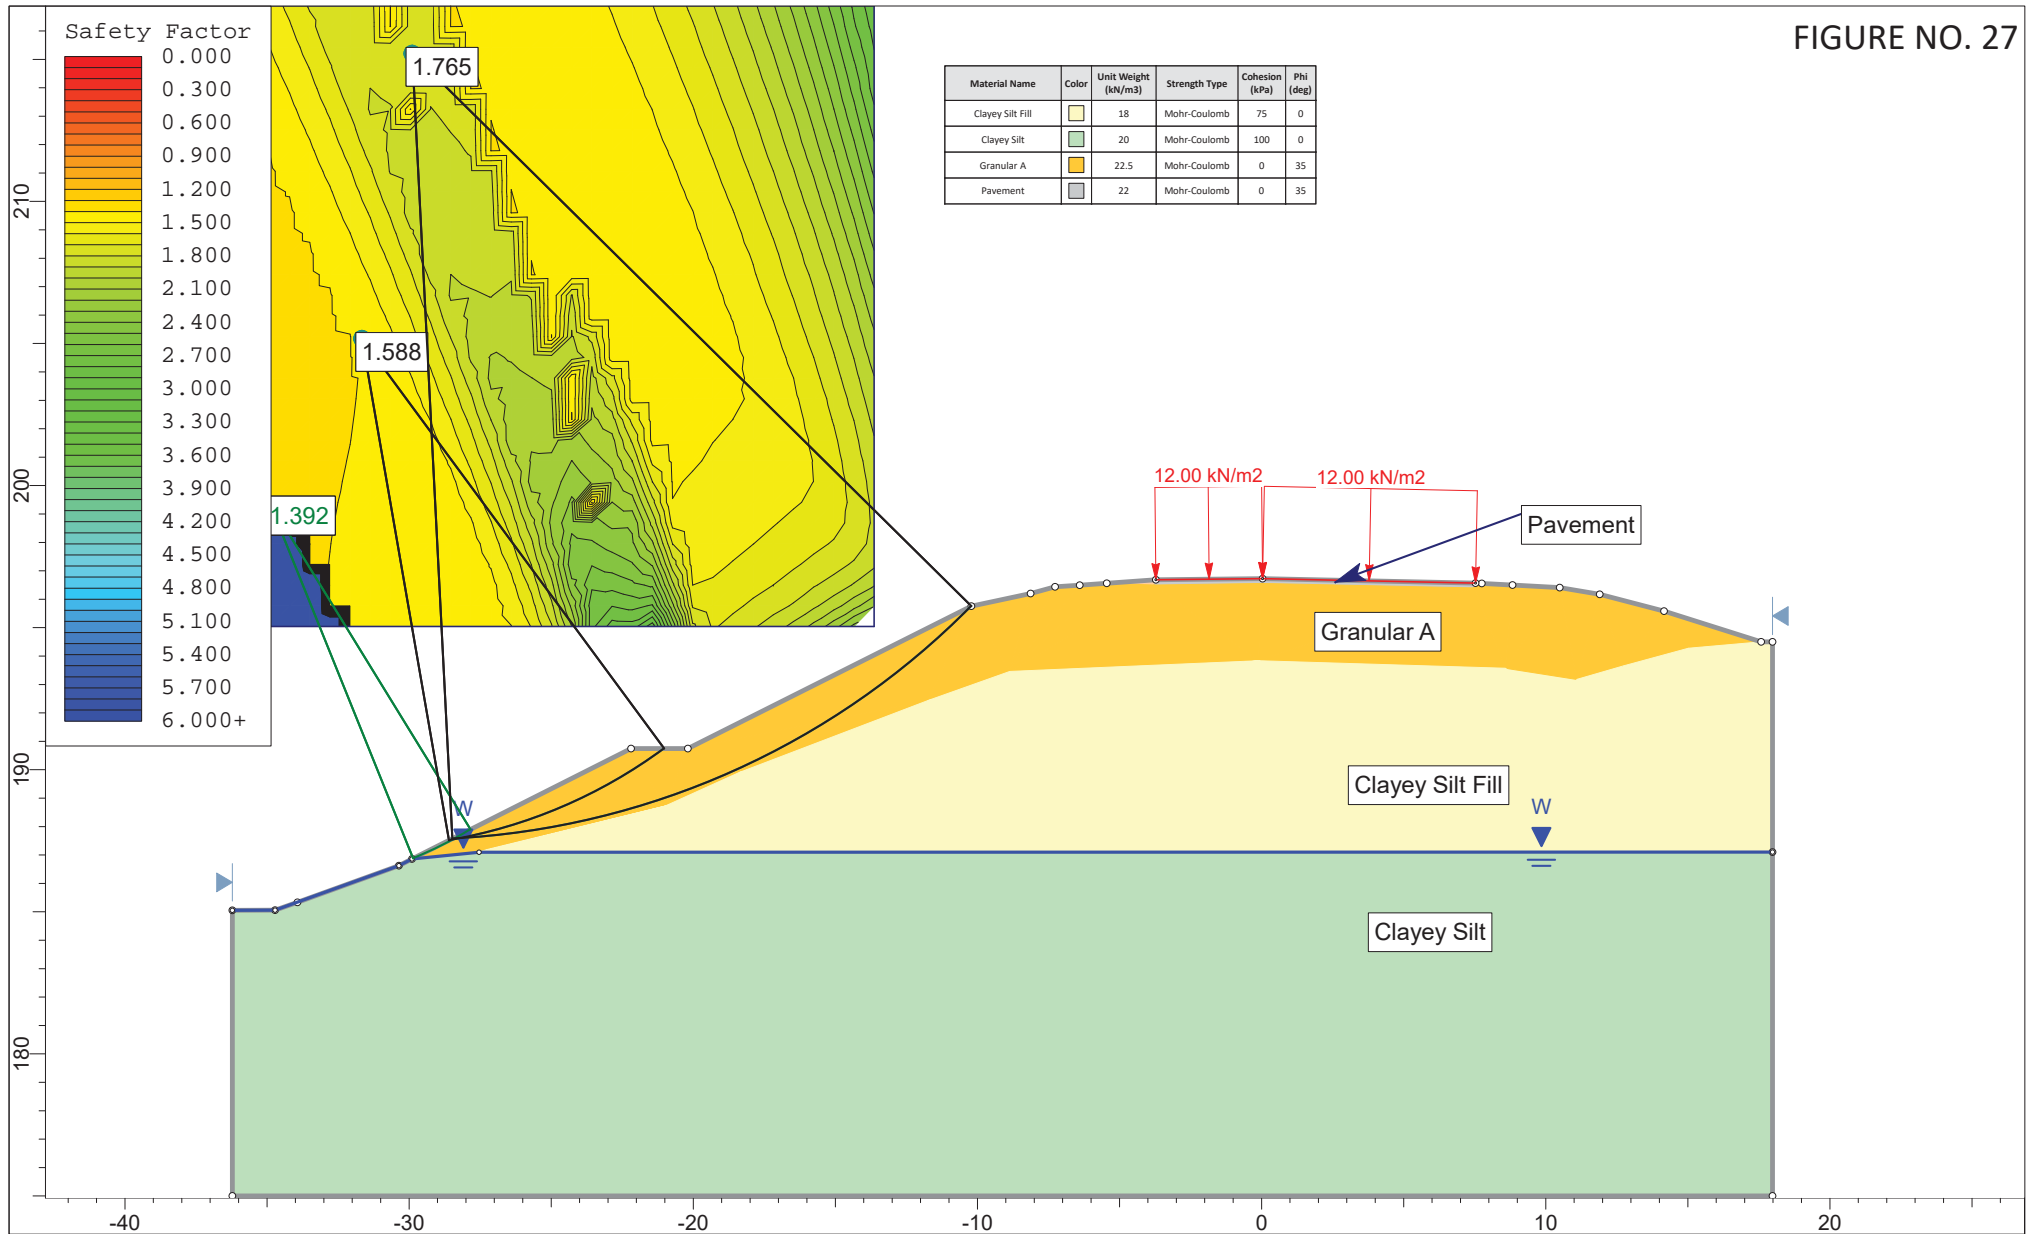 FIGURE NO. 27
Safety Factor
0.000
0.300
0.600
0.900
1.200
1.500
1.800
2.100
2.400
2.700
3.000
3.300
3.600
3.900
4.200
4.500
4.800
5.100
5.400
5.700
6.000+
1.765
1.588
1.392
Material Name Color Unit Weight (kN/m3) Strength Type Cohesion (kPa) Phi (deg)
Clayey Silt Fill 18 Mohr-Coulomb 75 0
Clayey Silt 20 Mohr-Coulomb 100 0
Granular A 22.5 Mohr-Coulomb 0 35
Pavement 22 Mohr-Coulomb 0 35
12.00 kN/m2 12.00 kN/m2
Pavement
Granular A
Clayey Silt Fill
W W
Clayey Silt
210
200
190
180
-40 -30 -20 -10 0 10 20